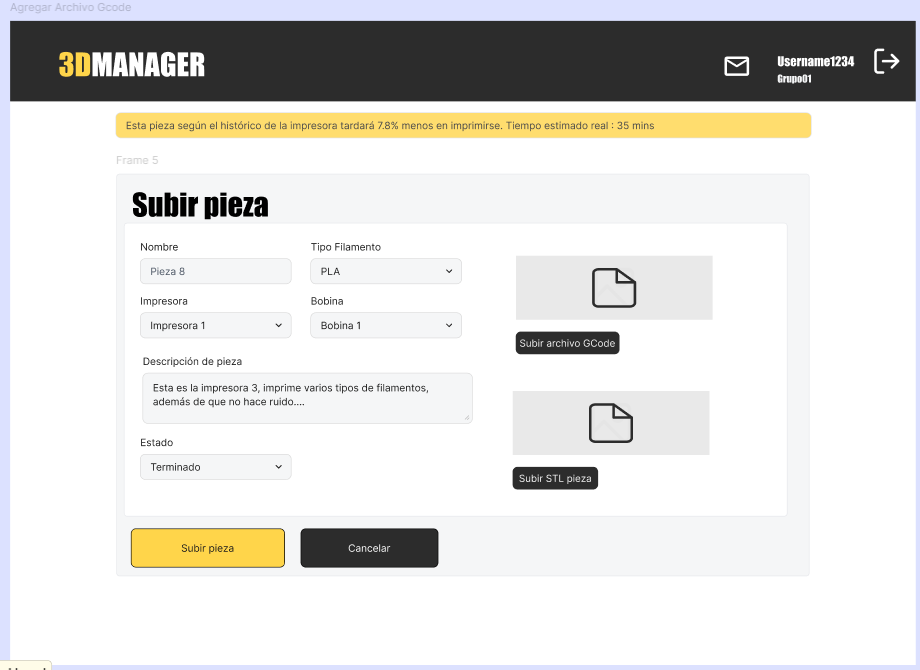 Agregar Archivo Gcode
3DMANAGER
Username1234
Grupo01
Esta pieza según el histórico de la impresora tardará 7.8% menos en imprimirse. Tiempo estimado real : 35 mins
Frame 5
Subir pieza
Nombre
Tipo Filamento
Pieza 8
PLA
Impresora
Bobina
Impresora 1
Bobina 1
Subir archivo GCode
Descripción de pieza
Esta es la impresora 3, imprime varios tipos de filamentos,
además de que no hace ruido....
Estado
Terminado
Subir STL pieza
Subir pieza
Cancelar